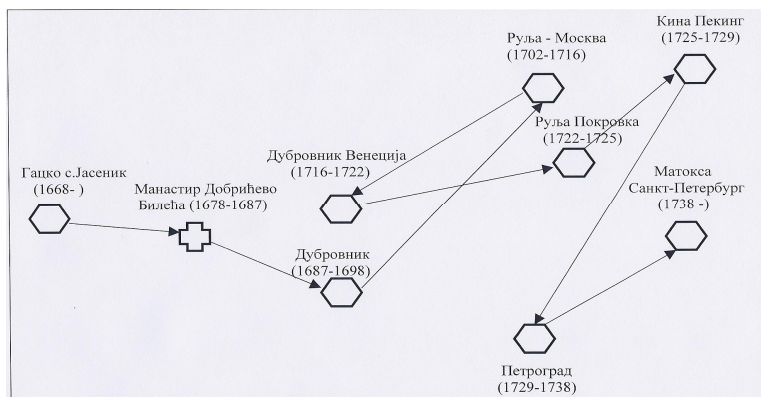 Гацко с.Јасеник
(1668- )
Манастир Добрићево
Билећа (1678-1687)
Дубровник
(1687-1698)
Руља - Москва
(1702-1716)
Дубровник Венеција
(1716-1722)
Руља Покровка
(1722-1725)
Кина Пекинг
(1725-1729)
Петроград
(1729-1738)
Матокса
Санкт-Петербург
(1738 -)